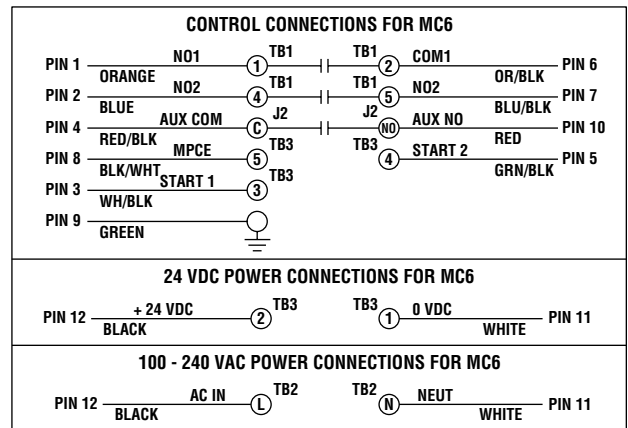 CONTROL CONNECTIONS FOR MC6
PIN 1 NO1 ORANGE 1 TB1 TB1 2 COM1 OR/BLK PIN 6
PIN 2 NO2 BLUE 4 TB1 TB1 5 NO2 BLU/BLK PIN 7
PIN 4 AUX COM RED/BLK C J2 J2 NO AUX NO RED PIN 10
PIN 8 MPCE BLK/WHT 5 TB3 TB3 4 START 2 GRN/BLK PIN 5
PIN 3 START 1 WH/BLK 3 TB3
PIN 9 GREEN
24 VDC POWER CONNECTIONS FOR MC6
PIN 12 + 24 VDC BLACK 2 TB3 TB3 1 0 VDC WHITE PIN 11
100 - 240 VAC POWER CONNECTIONS FOR MC6
PIN 12 AC IN BLACK L TB2 TB2 N NEUT WHITE PIN 11